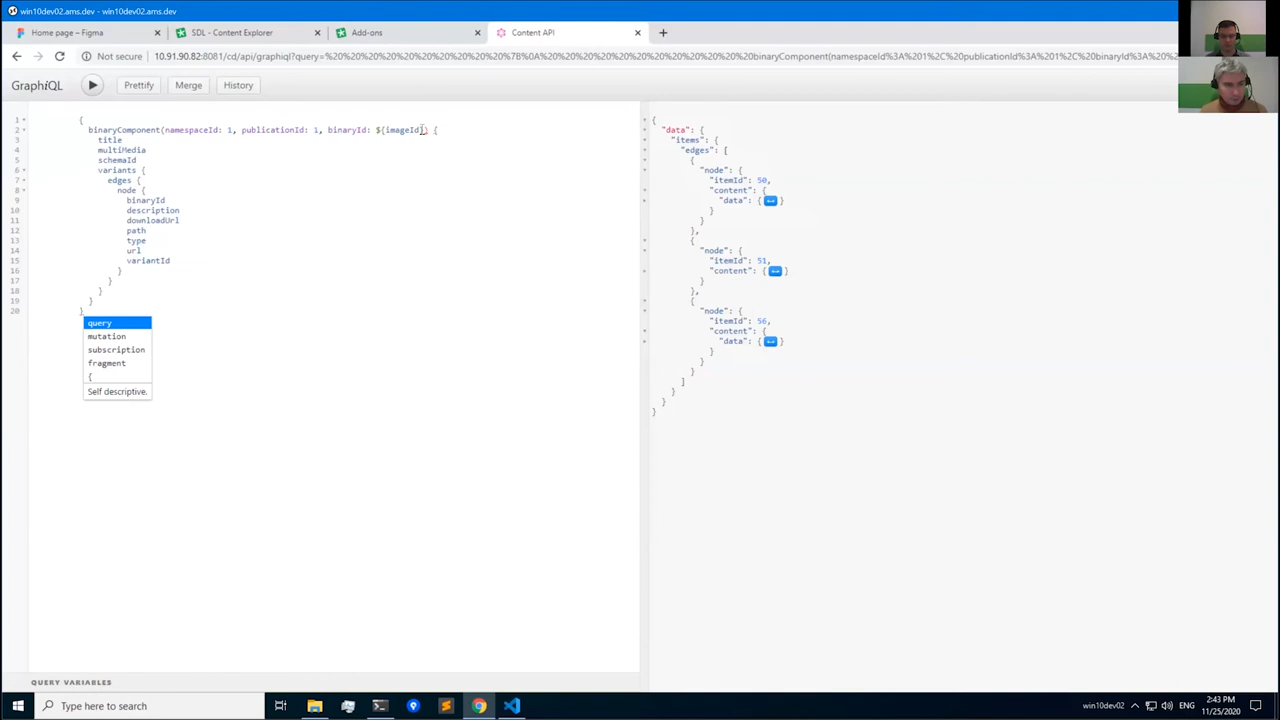 win10dev02.ams.dev - win10dev02.ams.dev
Home page – Figma
SDL - Content Explorer
Add-ons
Content API
Not secure
10.91.90.82:8081/cd/api/graphiql?query=%20%20%20%20%20%20%20%20%7B%0A%20%20%20%20%20%20%20%20%20%20binaryComponent(namespaceId%3A%201%2C%20publicationId%3A%201%2C%20binaryId%3A%20
GraphiQL
Prettify
Merge
History
1 {
2 binaryComponent(namespaceId: 1, publicationId: 1, binaryId: ${imageId}) {
3 title
4 multiMedia
5 schemaId
6 variants {
7 edges {
8 node {
9 binaryId
10 description
11 downloadUrl
12 path
13 type
14 url
15 variantId
16 }
17 }
18 }
19 }
20 }
query
mutation
subscription
fragment
{
Self descriptive.
QUERY VARIABLES
{
"data": {
"items": {
"edges": [
{
"node": {
"itemId": 50,
"content": {
"data": {↔}
}
}
},
{
"node": {
"itemId": 51,
"content": {↔}
}
},
{
"node": {
"itemId": 56,
"content": {
"data": {↔}
}
}
}
]
}
}
}
Type here to search
win10dev02
ENG
2:43 PM
11/25/2020